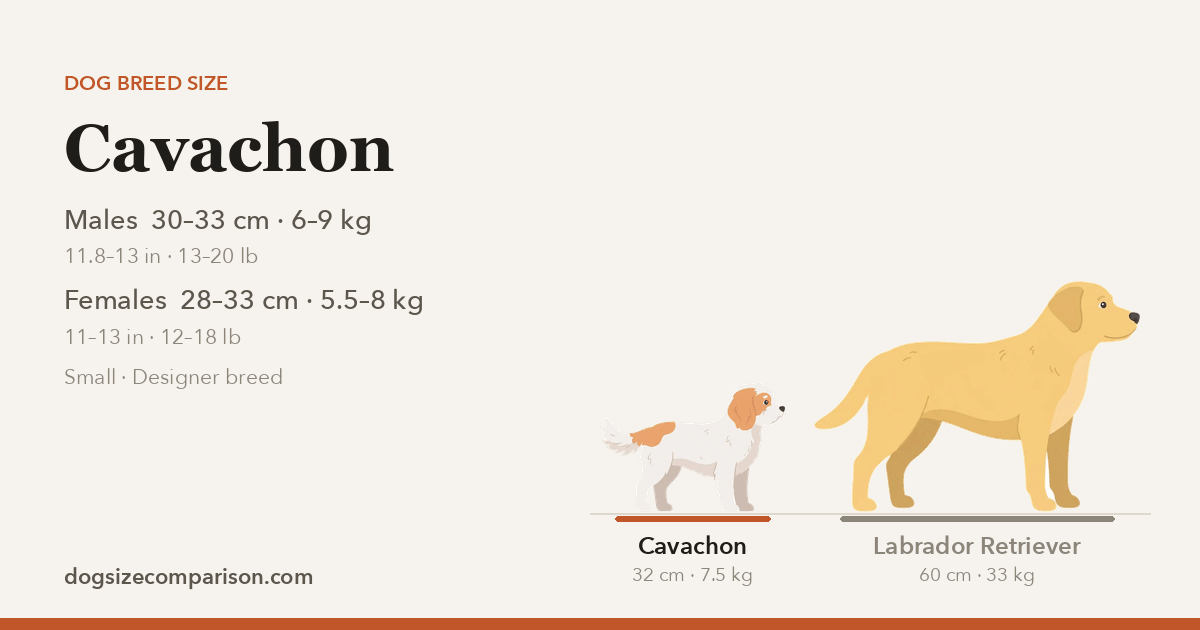 DOG BREED SIZE
Cavachon
Males 30–33 cm · 6–9 kg
11.8–13 in · 13–20 lb
Females 28–33 cm · 5.5–8 kg
11–13 in · 12–18 lb
Small · Designer breed
Cavachon
32 cm · 7.5 kg
Labrador Retriever
60 cm · 33 kg
dogsizecomparison.com